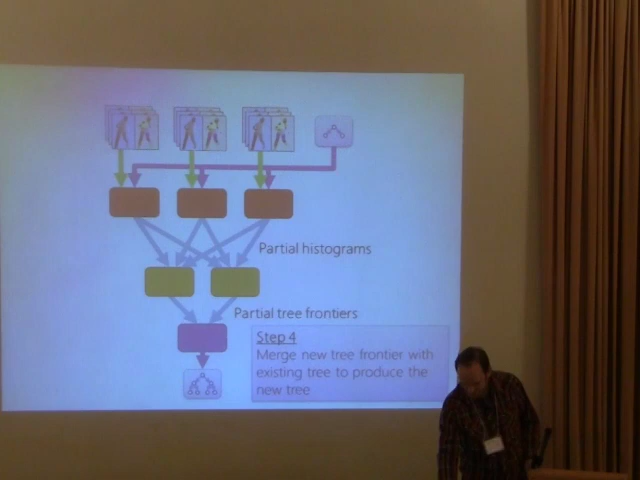 Partial histograms
Partial tree frontiers
Step 4
Merge new tree frontier with
existing tree to produce the
new tree